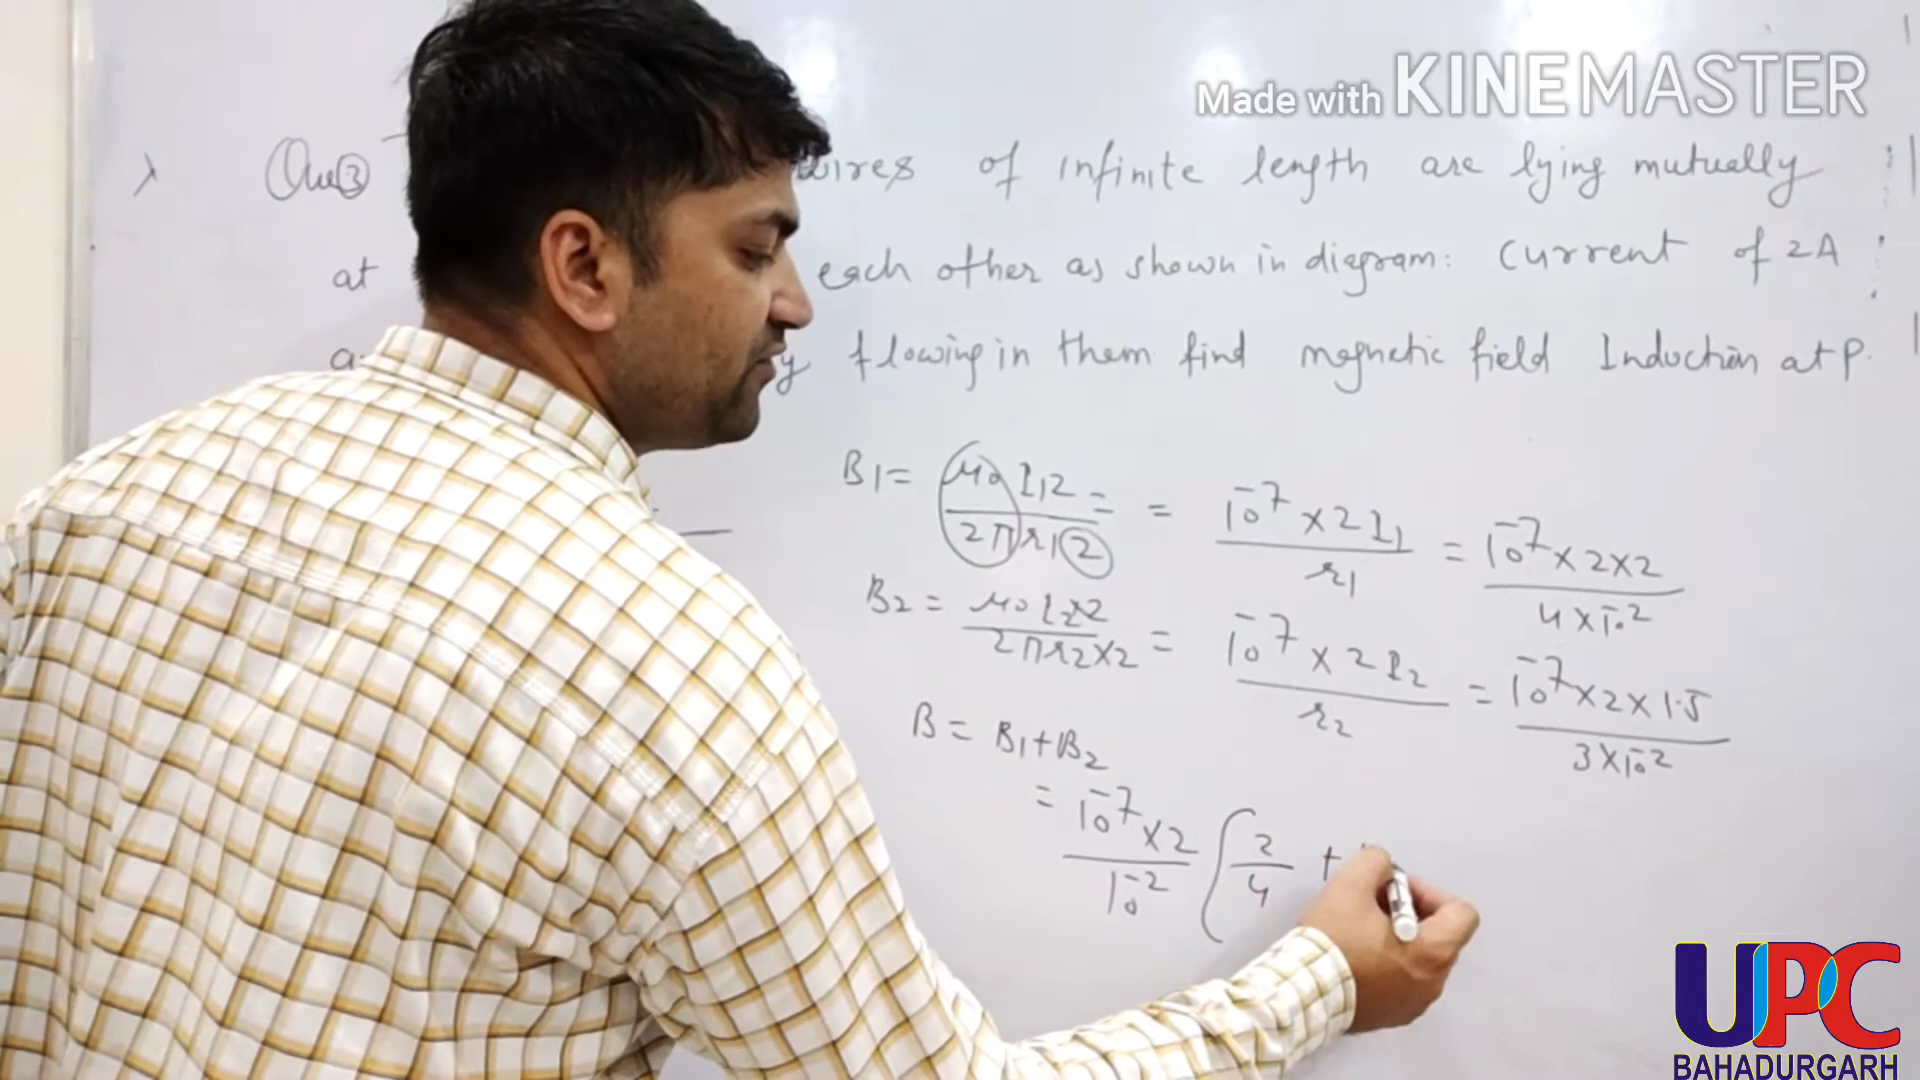 Made with KINEMASTER
Que 3 wires of infinite length are lying mutually
at each other as shown in diagram: Current of 2A
flowing in them find magnetic field Induction at P.
B1 = μ0 I1 2 / 2π r1 2 = = 10^-7 × 2 I1 / r1 = 10^-7 × 2 × 2 / 4 × 10^-2
B2 = μ0 I2 × 2 / 2π r2 × 2 = 10^-7 × 2 I2 / r2 = 10^-7 × 2 × 1.5 / 3 × 10^-2
B = B1 + B2
= 10^-7 × 2 / 10^-2 ( 2 / 4 +
UPC
BAHADURGARH